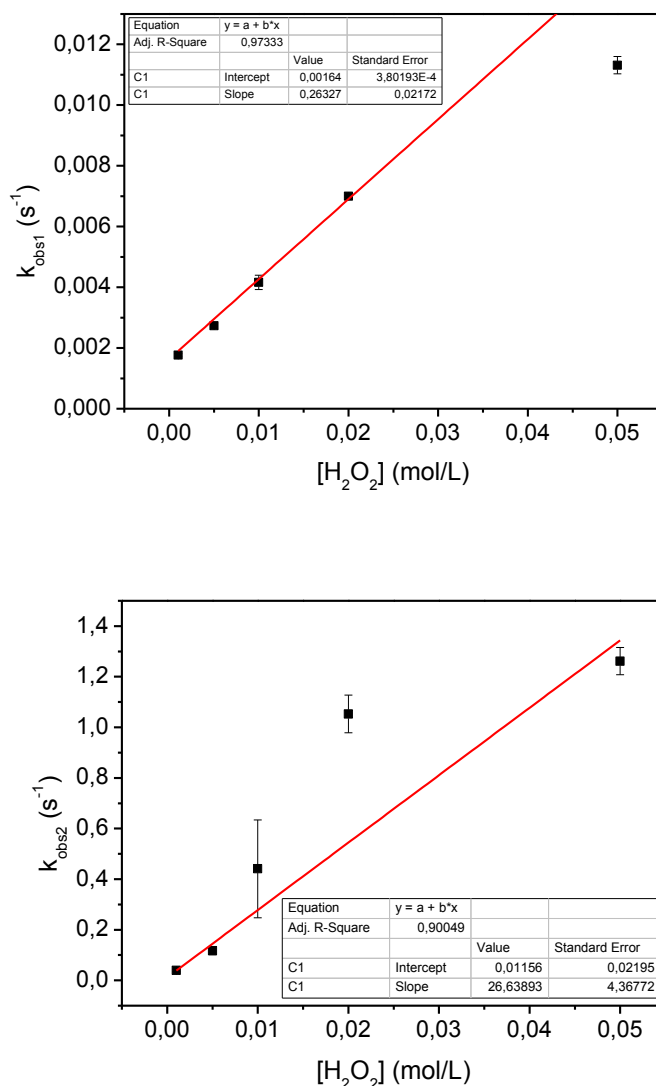 Equation y = a + b*x
Adj. R-Square 0,97333
Value Standard Error
C1 Intercept 0,00164 3,80193E-4
C1 Slope 0,26327 0,02172
0,012
0,010
0,008
0,006
0,004
0,002
0,000
k_obs1 (s⁻¹)
0,00 0,01 0,02 0,03 0,04 0,05
[H₂O₂] (mol/L)
1,4
1,2
1,0
0,8
0,6
0,4
0,2
0,0
k_obs2 (s⁻¹)
Equation y = a + b*x
Adj. R-Square 0,90049
Value Standard Error
C1 Intercept 0,01156 0,02195
C1 Slope 26,63893 4,36772
0,00 0,01 0,02 0,03 0,04 0,05
[H₂O₂] (mol/L)